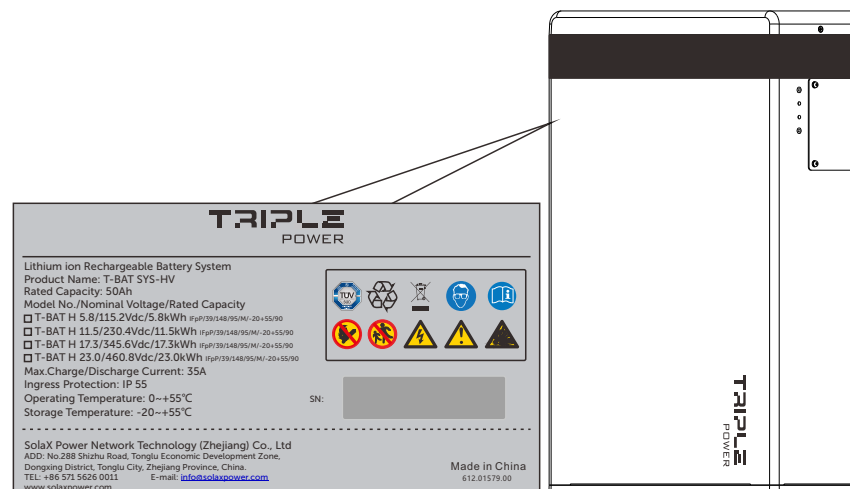 TRIPLE
POWER
Lithium ion Rechargeable Battery System
Product Name: T-BAT SYS-HV
Rated Capacity: 50Ah
Model No./Nominal Voltage/Rated Capacity
T-BAT H 5.8/115.2Vdc/5.8kWh IFpP/39/148/95/M/-20+55/90
T-BAT H 11.5/230.4Vdc/11.5kWh IFpP/39/148/95/M/-20+55/90
T-BAT H 17.3/345.6Vdc/17.3kWh IFpP/39/148/95/M/-20+55/90
T-BAT H 23.0/460.8Vdc/23.0kWh IFpP/39/148/95/M/-20+55/90
Max.Charge/Discharge Current: 35A
Ingress Protection: IP 55
Operating Temperature: 0~+55℃
Storage Temperature: -20~+55℃
TUV
SN:
SolaX Power Network Technology (Zhejiang) Co., Ltd
ADD: No.288 Shizhu Road, Tonglu Economic Development Zone,
Dongxing District, Tonglu City, Zhejiang Province, China.
TEL: +86 571 5626 0011 E-mail: info@solaxpower.com
www.solaxpower.com
Made in China
612.01579.00
TRIPLE
POWER